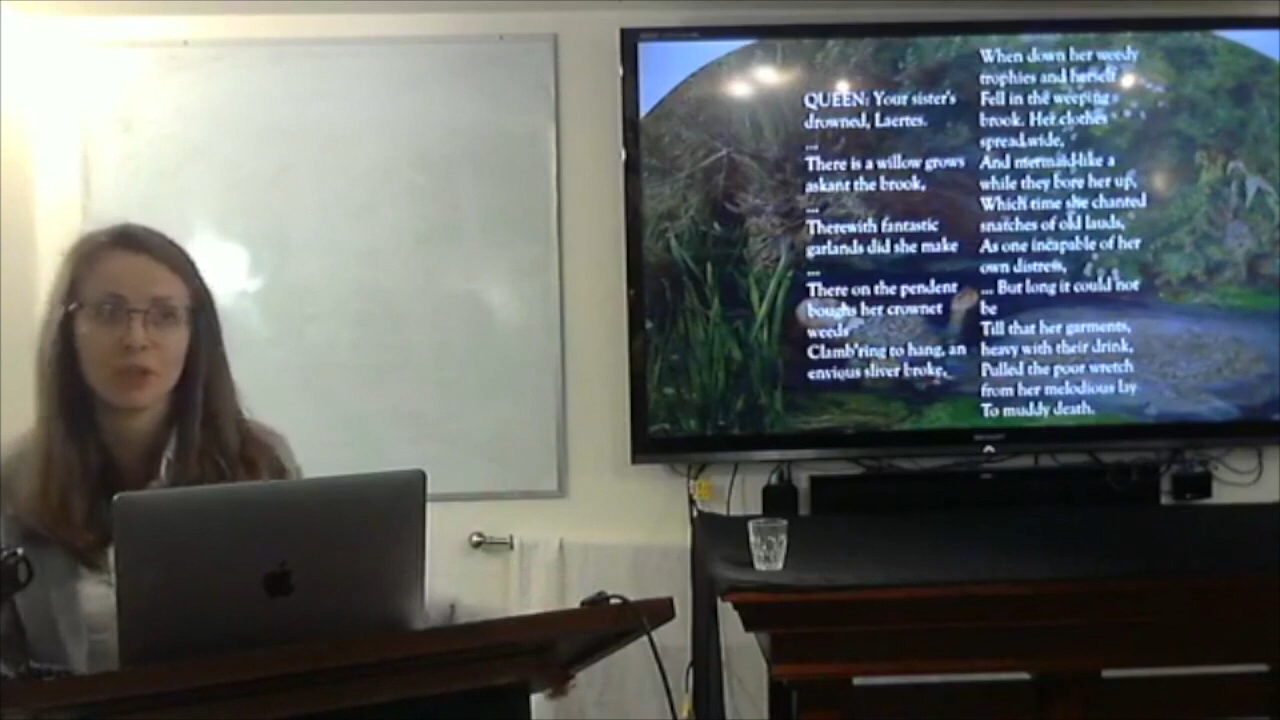 QUEEN: Your sister's
drowned, Laertes.
...
There is a willow grows
askant the brook,
...
Therewith fantastic
garlands did she make
...
There on the pendent
boughs her crownet
weeds
Clamb'ring to hang, an
envious sliver broke,
When down her weedy
trophies and herself
Fell in the weeping
brook. Her clothes
spread wide,
And mermaid-like a
while they bore her up,
Which time she chanted
snatches of old lauds,
As one incapable of her
own distress,
... But long it could not
be
Till that her garments,
heavy with their drink,
Pulled the poor wretch
from her melodious lay
To muddy death.